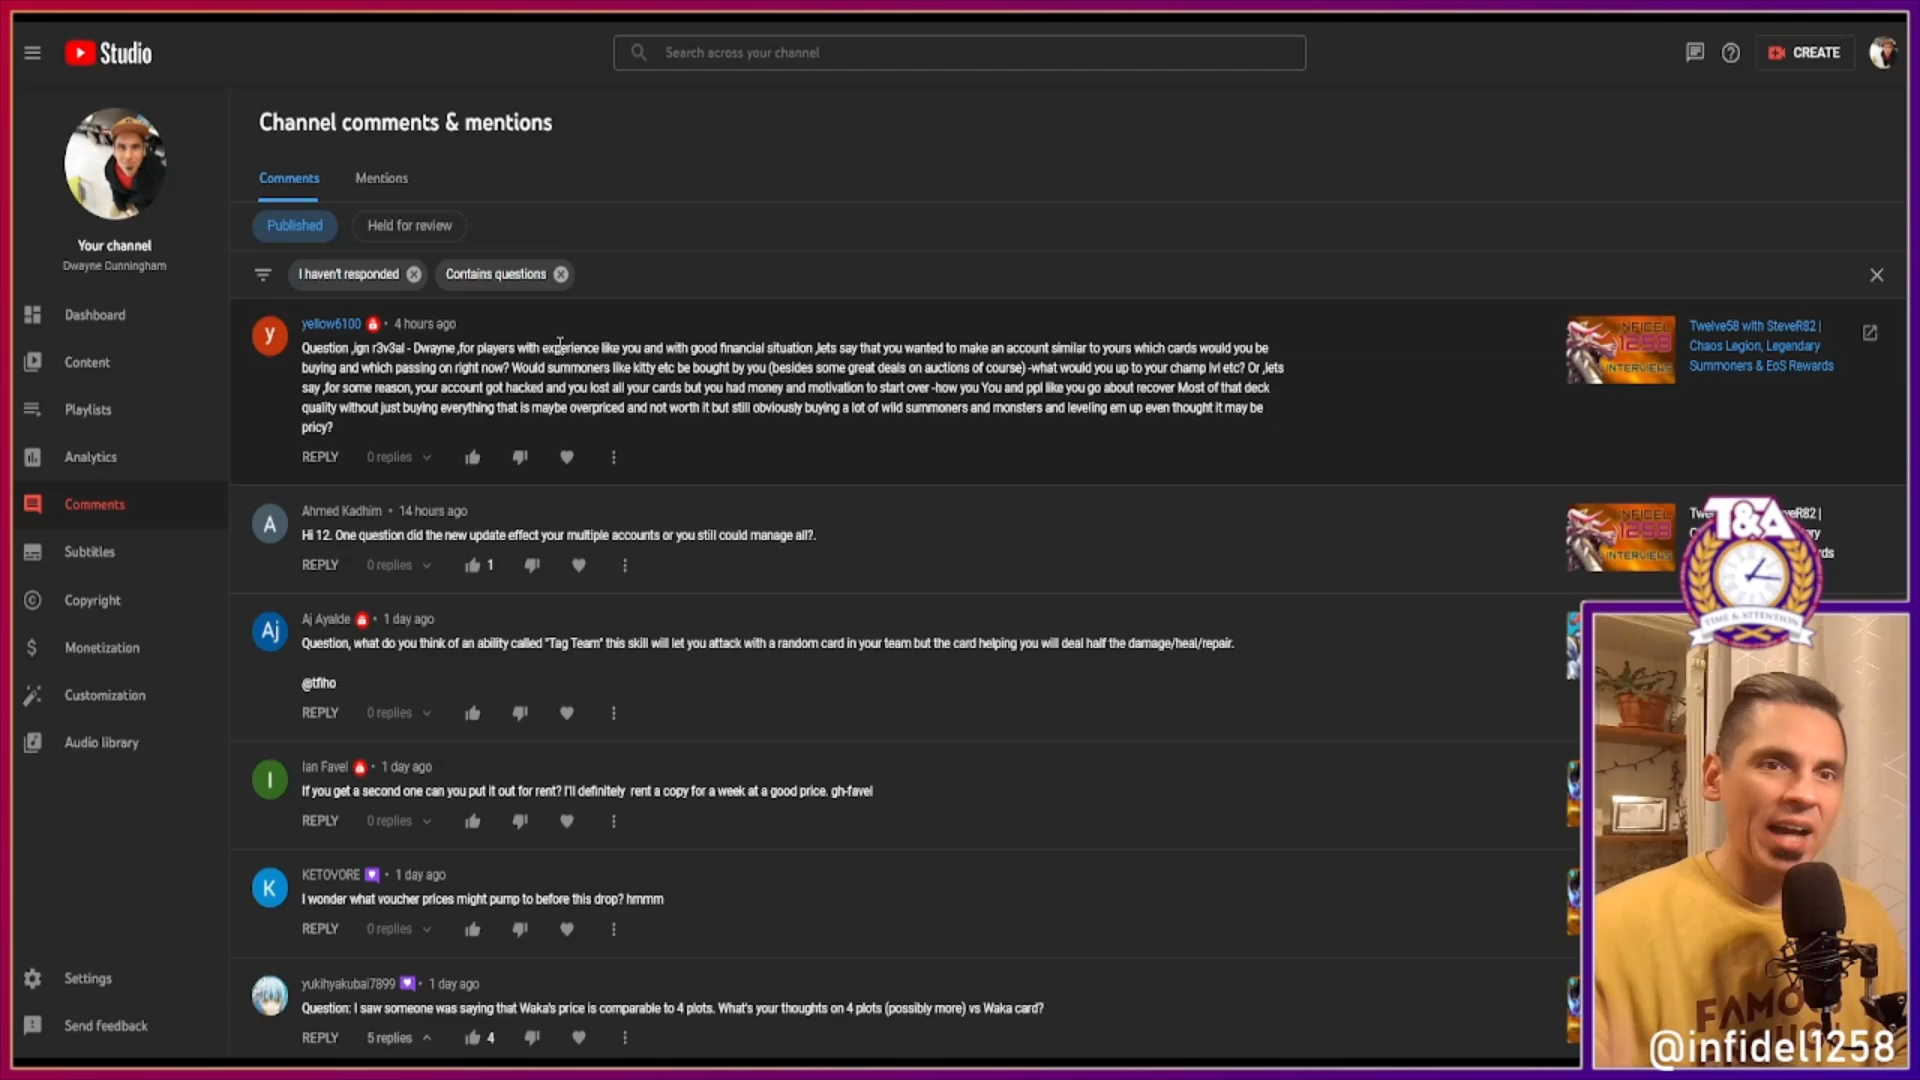 Studio
Search across your channel
CREATE
Channel comments & mentions
Comments
Mentions
Published
Held for review
I haven't responded
Contains questions
Your channel
Dwayne Cunningham
Dashboard
Content
Playlists
Analytics
Comments
Subtitles
Copyright
Monetization
Customization
Audio library
Settings
Send feedback
yellow6100 • 4 hours ago
Question ,ign r3v3al - Dwayne ,for players with experience like you and with good financial situation ,lets say that you wanted to make an account similar to yours which cards would you be
buying and which passing on right now? Would summoners like kitty etc be bought by you (besides some great deals on auctions of course) -what would you up to your champ lvl etc? Or ,lets
say ,for some reason, your account got hacked and you lost all your cards but you had money and motivation to start over -how you You and ppl like you go about recover Most of that deck
quality without just buying everything that is maybe overpriced and not worth it but still obviously buying a lot of wild summoners and monsters and leveling em up even thought it may be
pricy?
REPLY 0 replies
INFIDEL
1258
INTERVIEWS
Twelve58 with SteveR82 |
Chaos Legion, Legendary
Summoners & EoS Rewards
A
Ahmed Kadhim • 14 hours ago
Hi 12. One question did the new update effect your multiple accounts or you still could manage all?.
REPLY 0 replies 1
INFIDEL
1258
INTERVIEWS
T&A
TIME & ATTENTION
Aj
Aj Ayalde • 1 day ago
Question, what do you think of an ability called "Tag Team" this skill will let you attack with a random card in your team but the card helping you will deal half the damage/heal/repair.
@tfiho
REPLY 0 replies
I
Ian Favel • 1 day ago
If you get a second one can you put it out for rent? I'll definitely rent a copy for a week at a good price. gh-favel
REPLY 0 replies
K
KETOVORE • 1 day ago
I wonder what voucher prices might pump to before this drop? hmmm
REPLY 0 replies
yukihyakubai7899 • 1 day ago
Question: I saw someone was saying that Waka's price is comparable to 4 plots. What's your thoughts on 4 plots (possibly more) vs Waka card?
REPLY 5 replies 4
@infidel1258